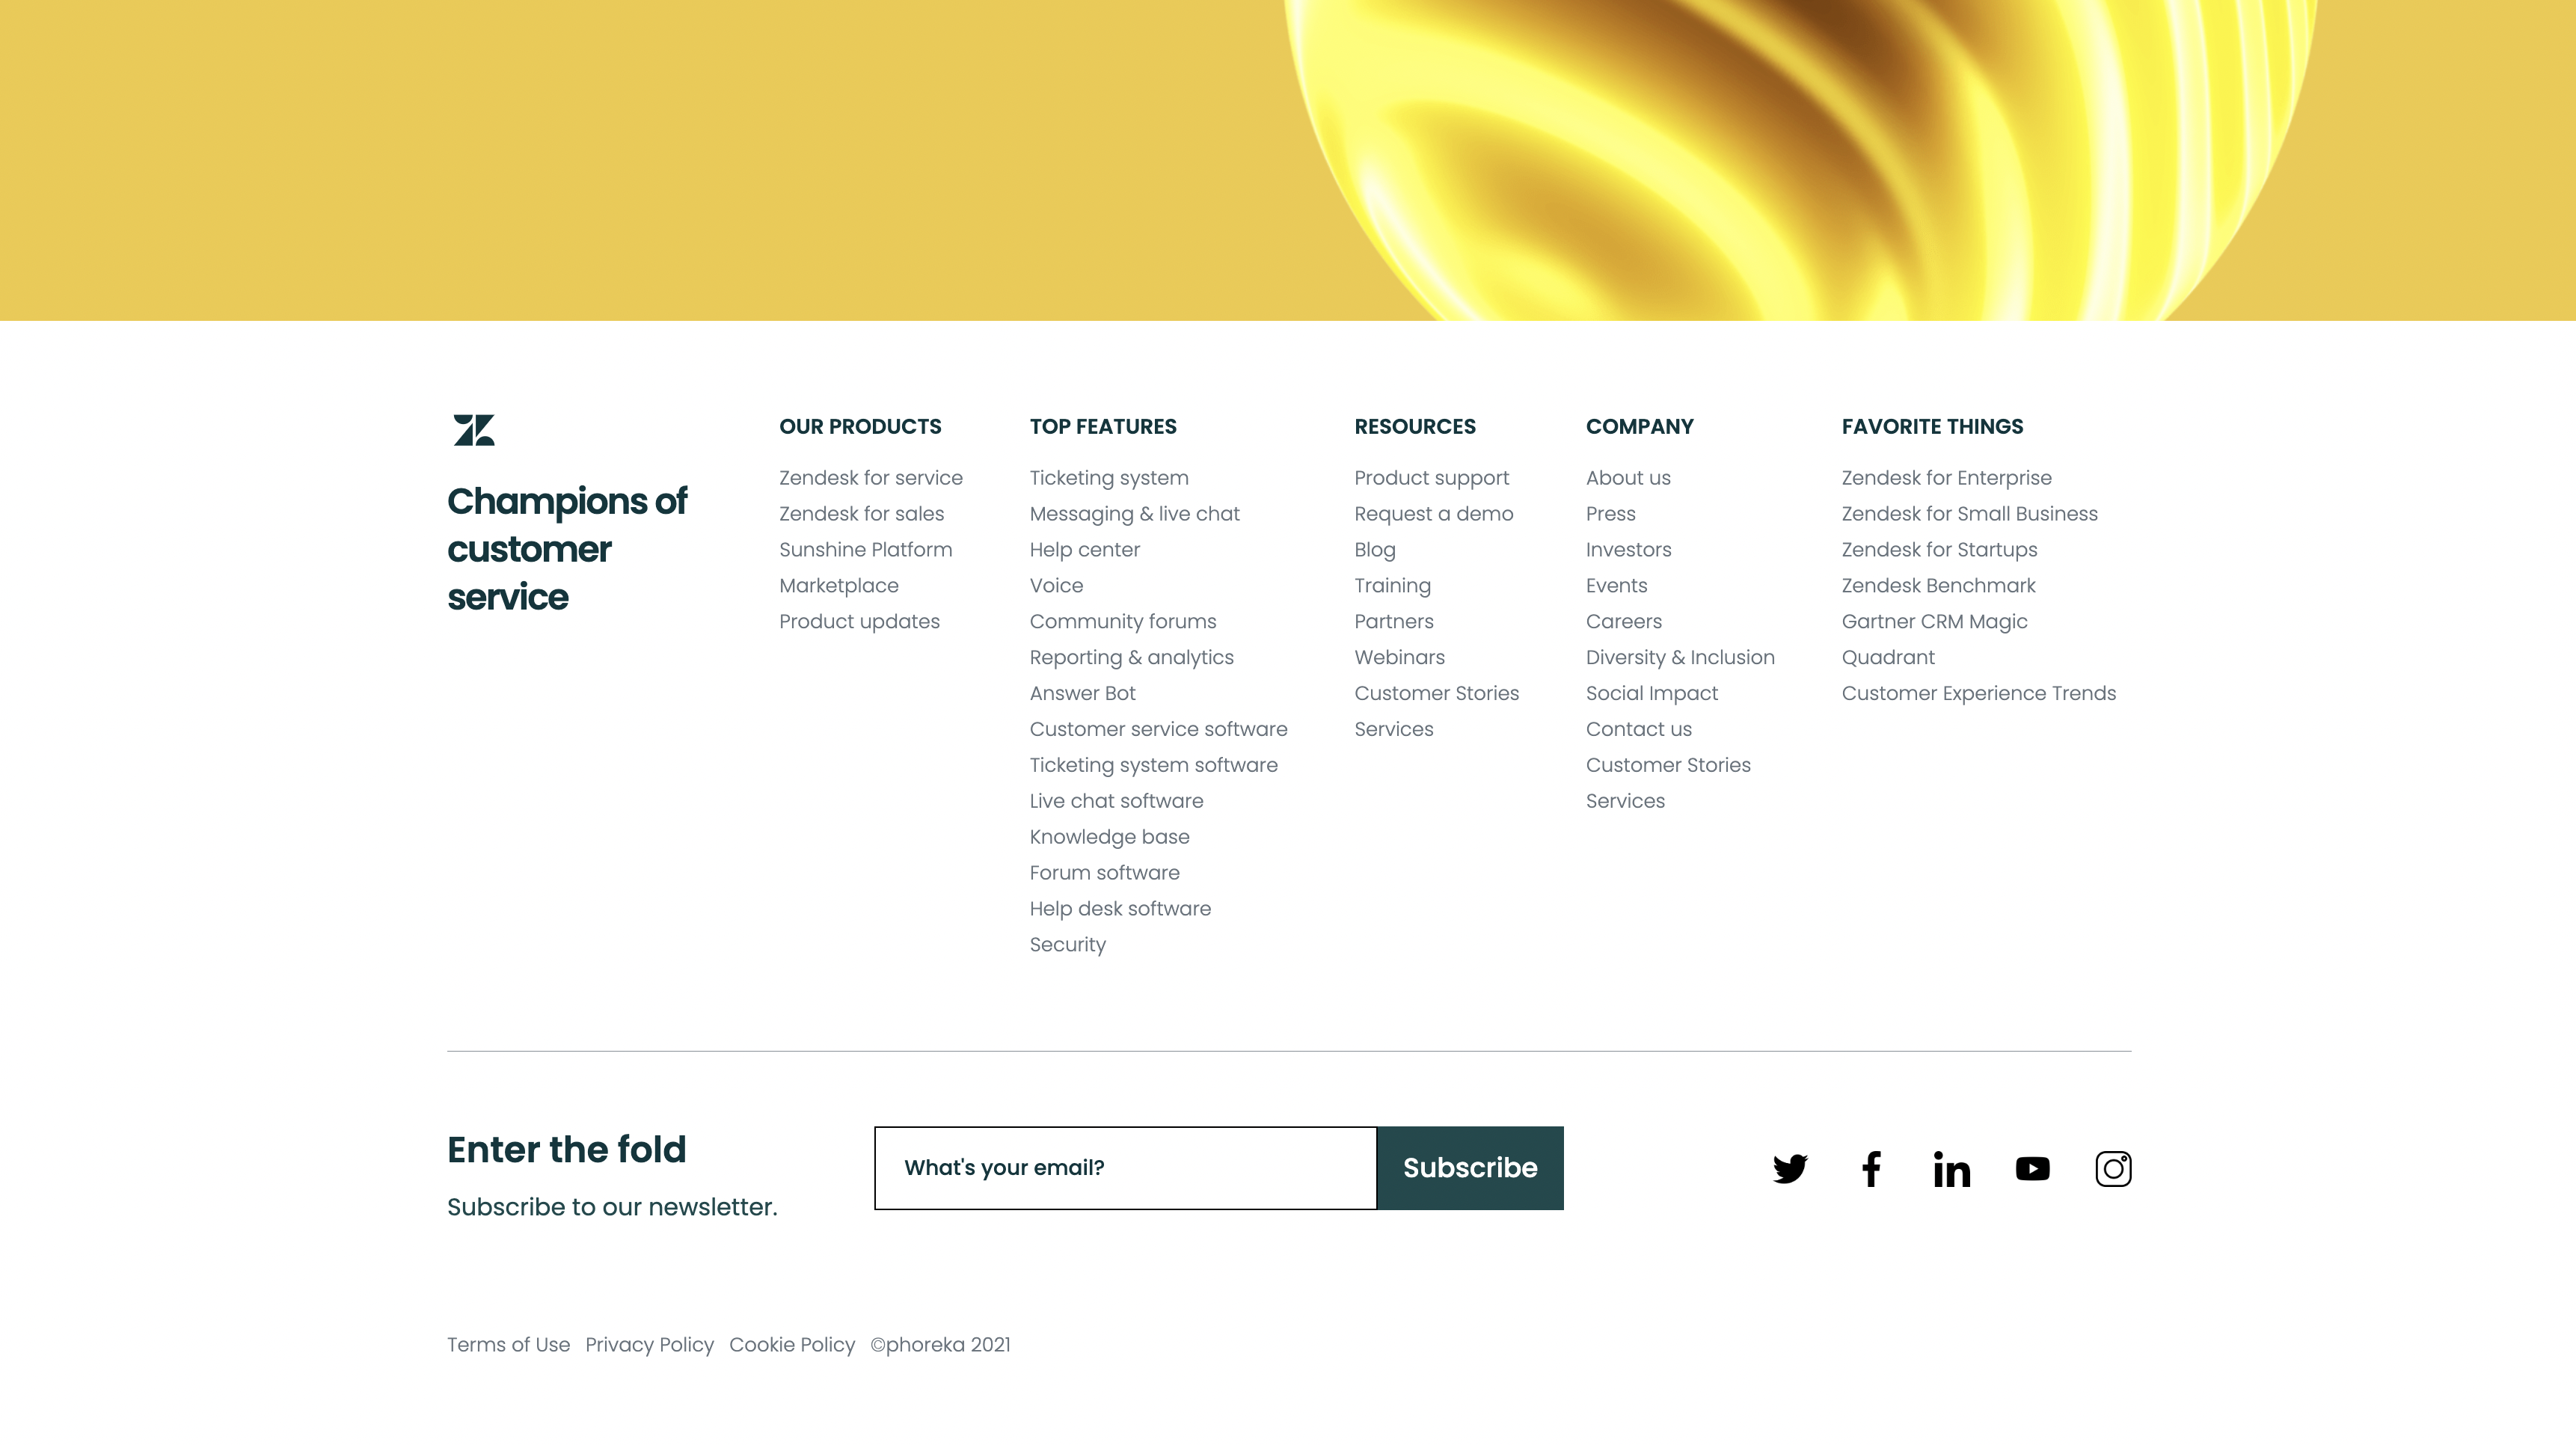 Champions of
customer
service
OUR PRODUCTS
Zendesk for service
Zendesk for sales
Sunshine Platform
Marketplace
Product updates
TOP FEATURES
Ticketing system
Messaging & live chat
Help center
Voice
Community forums
Reporting & analytics
Answer Bot
Customer service software
Ticketing system software
Live chat software
Knowledge base
Forum software
Help desk software
Security
RESOURCES
Product support
Request a demo
Blog
Training
Partners
Webinars
Customer Stories
Services
COMPANY
About us
Press
Investors
Events
Careers
Diversity & Inclusion
Social Impact
Contact us
Customer Stories
Services
FAVORITE THINGS
Zendesk for Enterprise
Zendesk for Small Business
Zendesk for Startups
Zendesk Benchmark
Gartner CRM Magic
Quadrant
Customer Experience Trends
Enter the fold
Subscribe to our newsletter.
What's your email?
Subscribe
Terms of Use Privacy Policy Cookie Policy ©phoreka 2021